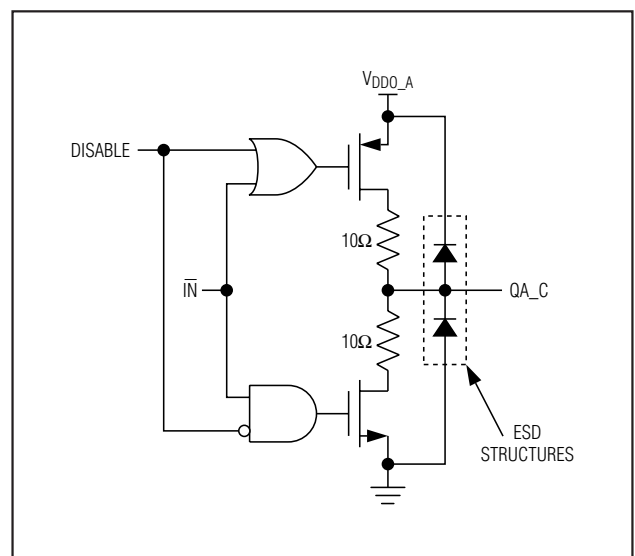 VDDO_A
DISABLE
10Ω
IN̅
QA_C
10Ω
ESD
STRUCTURES